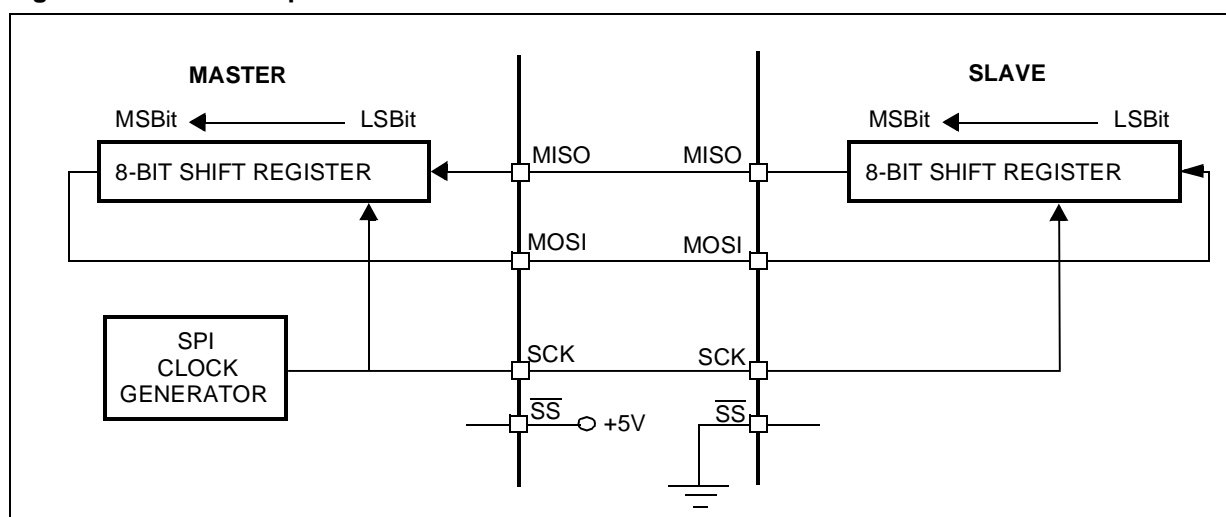 MASTER
SLAVE
MSBit LSBit
MSBit LSBit
8-BIT SHIFT REGISTER
MISO
MISO
8-BIT SHIFT REGISTER
MOSI
MOSI
SPI
CLOCK
GENERATOR
SCK
SCK
SS
+5V
SS